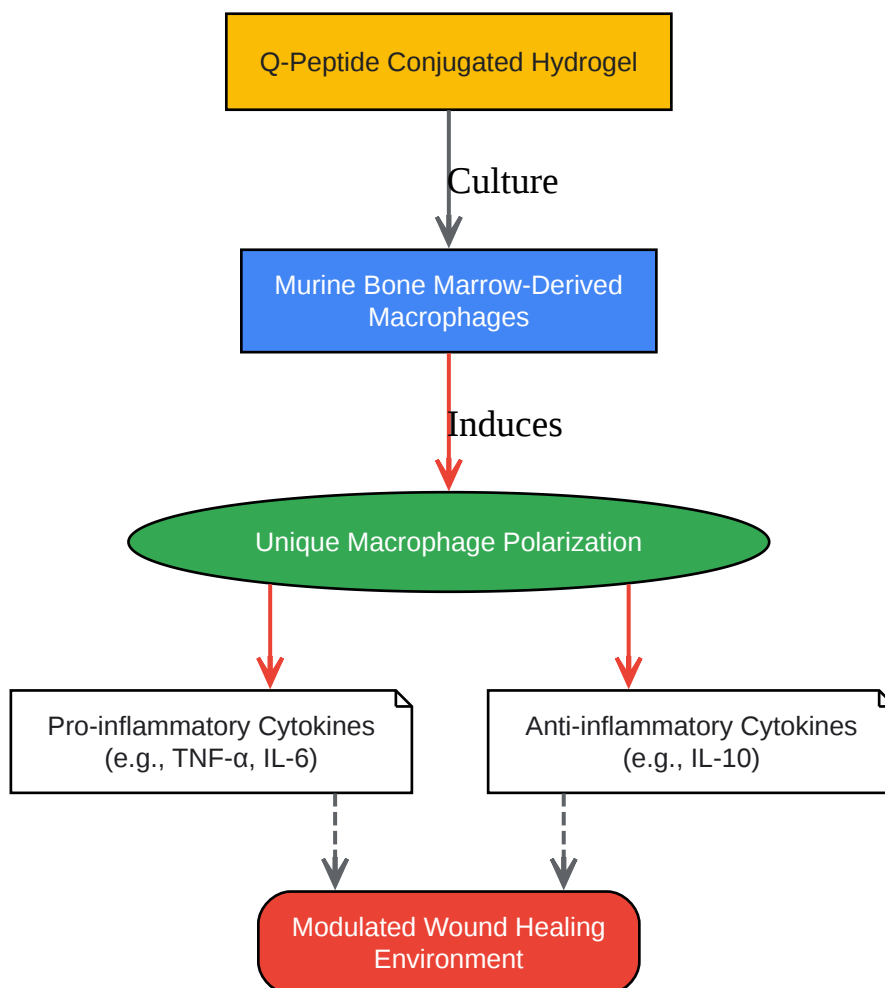 Q-Peptide Conjugated Hydrogel
Culture
Murine Bone Marrow-Derived
Macrophages
Induces
Unique Macrophage Polarization
Pro-inflammatory Cytokines
(e.g., TNF-α, IL-6)
Anti-inflammatory Cytokines
(e.g., IL-10)
Modulated Wound Healing
Environment